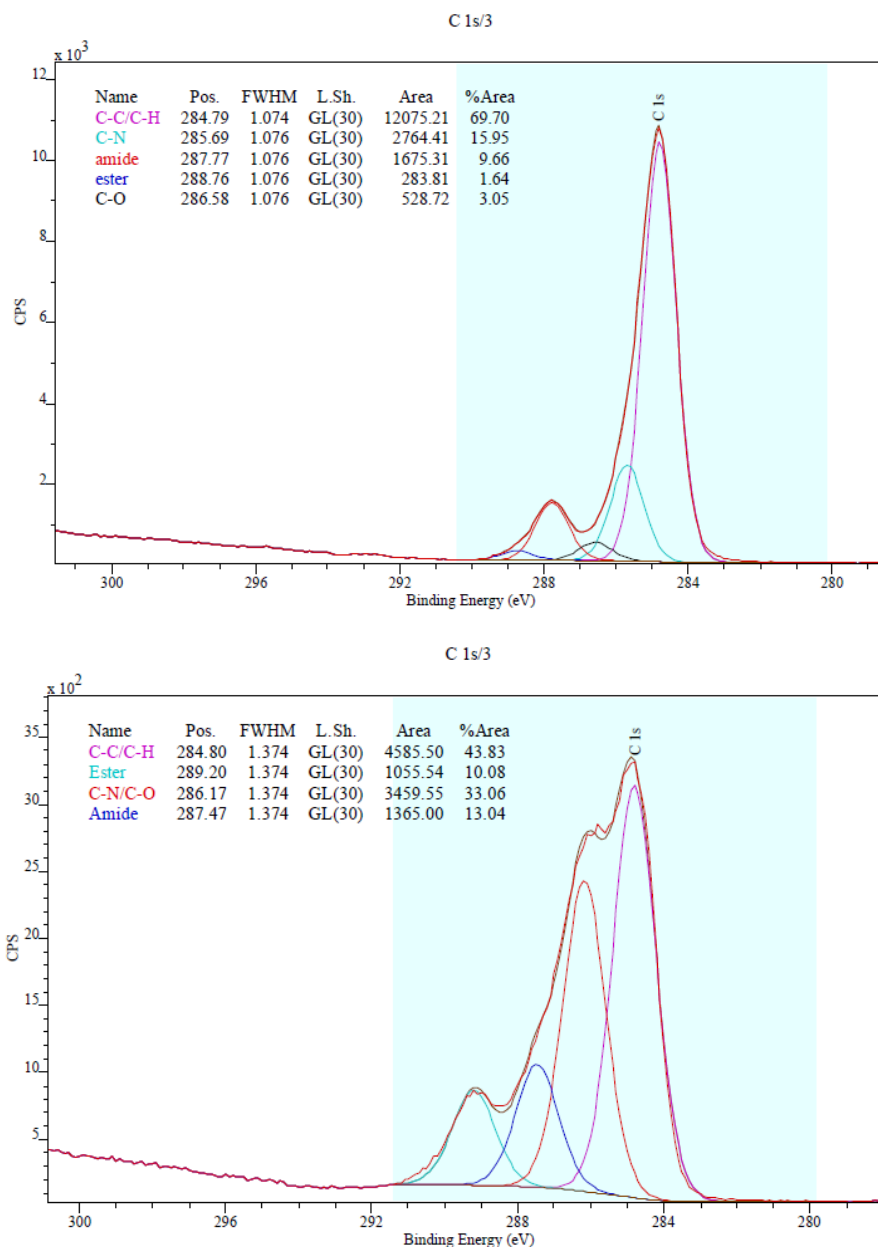 C 1s/3
x 10³
12
10
8
6
4
2
CPS
Name Pos. FWHM L.Sh. Area %Area
C-C/C-H 284.79 1.074 GL(30) 12075.21 69.70
C-N 285.69 1.076 GL(30) 2764.41 15.95
amide 287.77 1.076 GL(30) 1675.31 9.66
ester 288.76 1.076 GL(30) 283.81 1.64
C-O 286.58 1.076 GL(30) 528.72 3.05
C 1s
300 296 292 288 284 280
Binding Energy (eV)
C 1s/3
x 10²
35
30
25
20
15
10
5
CPS
Name Pos. FWHM L.Sh. Area %Area
C-C/C-H 284.80 1.374 GL(30) 4585.50 43.83
Ester 289.20 1.374 GL(30) 1055.54 10.08
C-N/C-O 286.17 1.374 GL(30) 3459.55 33.06
Amide 287.47 1.374 GL(30) 1365.00 13.04
C 1s
300 296 292 288 284 280
Binding Energy (eV)